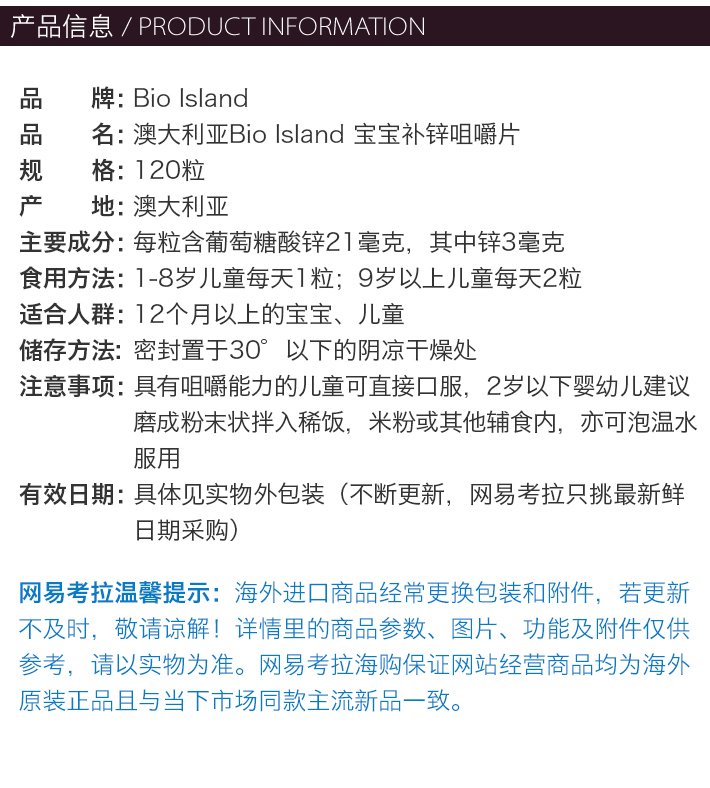 产品信息 / PRODUCT INFORMATION
品 牌: Bio Island
品 名: 澳大利亚Bio Island 宝宝补锌咀嚼片
规 格: 120粒
产 地: 澳大利亚
主要成分: 每粒含葡萄糖酸锌21毫克，其中锌3毫克
食用方法: 1-8岁儿童每天1粒；9岁以上儿童每天2粒
适合人群: 12个月以上的宝宝、儿童
储存方法: 密封置于30°以下的阴凉干燥处
注意事项: 具有咀嚼能力的儿童可直接口服，2岁以下婴幼儿建议
磨成粉末状拌入稀饭，米粉或其他辅食内，亦可泡温水
服用
有效日期: 具体见实物外包装（不断更新，网易考拉只挑最新鲜
日期采购）
网易考拉温馨提示：海外进口商品经常更换包装和附件，若更新
不及时，敬请谅解！详情里的商品参数、图片、功能及附件仅供
参考，请以实物为准。网易考拉海购保证网站经营商品均为海外
原装正品且与当下市场同款主流新品一致。